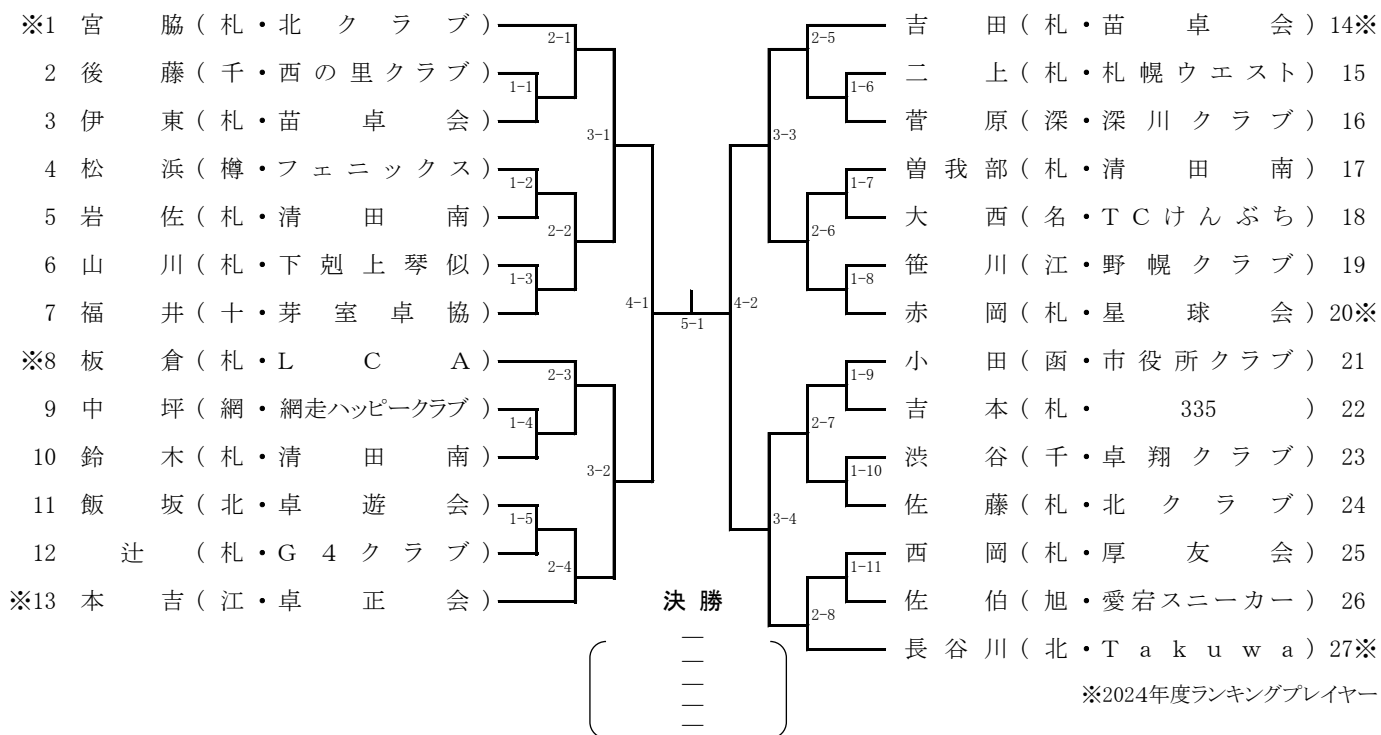 ※1 宮脇(札・北クラブ)
2 後藤(千・西の里クラブ)
3 伊東(札・苗卓会)
4 松浜(樽・フェニックス)
5 岩佐(札・清田南)
6 山川(札・下剋上琴似)
7 福井(十・芽室卓協)
※8 板倉(札・LCA)
9 中坪(網・網走ハッピークラブ)
10 鈴木(札・清田南)
11 飯坂(北・卓遊会)
12 辻(札・G4クラブ)
※13 本吉(江・卓正会)
2-1
1-1
3-1
1-2
2-2
1-3
4-1
2-3
1-4
3-2
1-5
2-4
5-1
決勝
―
―
―
―
―
4-2
2-5
1-6
3-3
1-7
2-6
1-8
1-9
2-7
1-10
3-4
1-11
2-8
吉田(札・苗卓会)14※
二上(札・札幌ウエスト)15
菅原(深・深川クラブ)16
曽我部(札・清田南)17
大西(名・TCけんぶち)18
笹川(江・野幌クラブ)19
赤岡(札・星球会)20※
小田(函・市役所クラブ)21
吉本(札・335)22
渋谷(千・卓翔クラブ)23
佐藤(札・北クラブ)24
西岡(札・厚友会)25
佐伯(旭・愛宕スニーカー)26
長谷川(北・Takuwa)27※
※2024年度ランキングプレイヤー